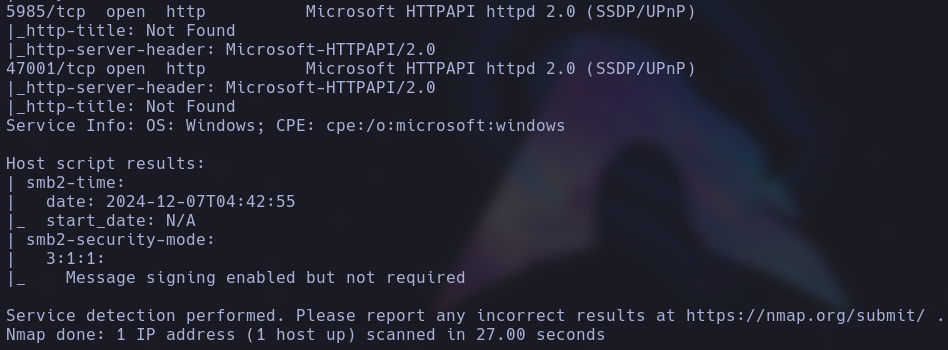 5985/tcp  open  http          Microsoft HTTPAPI httpd 2.0 (SSDP/UPnP)
|_http-title: Not Found
|_http-server-header: Microsoft-HTTPAPI/2.0
47001/tcp open  http          Microsoft HTTPAPI httpd 2.0 (SSDP/UPnP)
|_http-server-header: Microsoft-HTTPAPI/2.0
|_http-title: Not Found
Service Info: OS: Windows; CPE: cpe:/o:microsoft:windows
Host script results:
| smb2-time:
|   date: 2024-12-07T04:42:55
|_  start_date: N/A
| smb2-security-mode:
|   3:1:1:
|_    Message signing enabled but not required
Service detection performed. Please report any incorrect results at https://nmap.org/submit/ .
Nmap done: 1 IP address (1 host up) scanned in 27.00 seconds